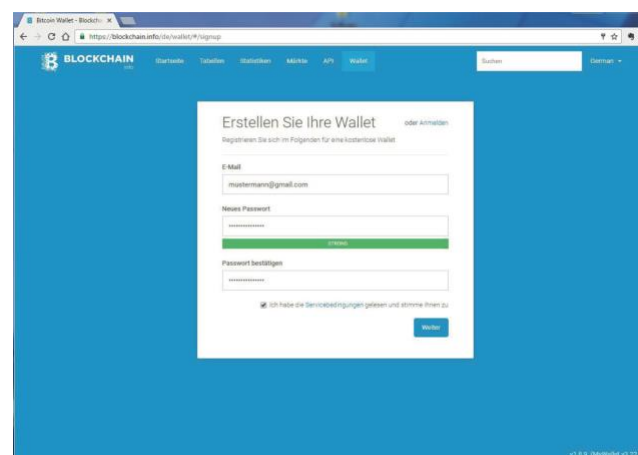 Bitcoin Wallet - Blockcha
https://blockchain.info/de/wallet/#/signup
BLOCKCHAIN
info
Startseite Tabellen Statistiken Märkte API Wallet Suchen German
Erstellen Sie Ihre Wallet oder Anmelden
Registrieren Sie sich im Folgenden für eine kostenlose Wallet
E-Mail
mustermann@gmail.com
Neues Passwort
STRONG
Passwort bestätigen
Ich habe die Servicebedingungen gelesen und stimme ihnen zu
Weiter